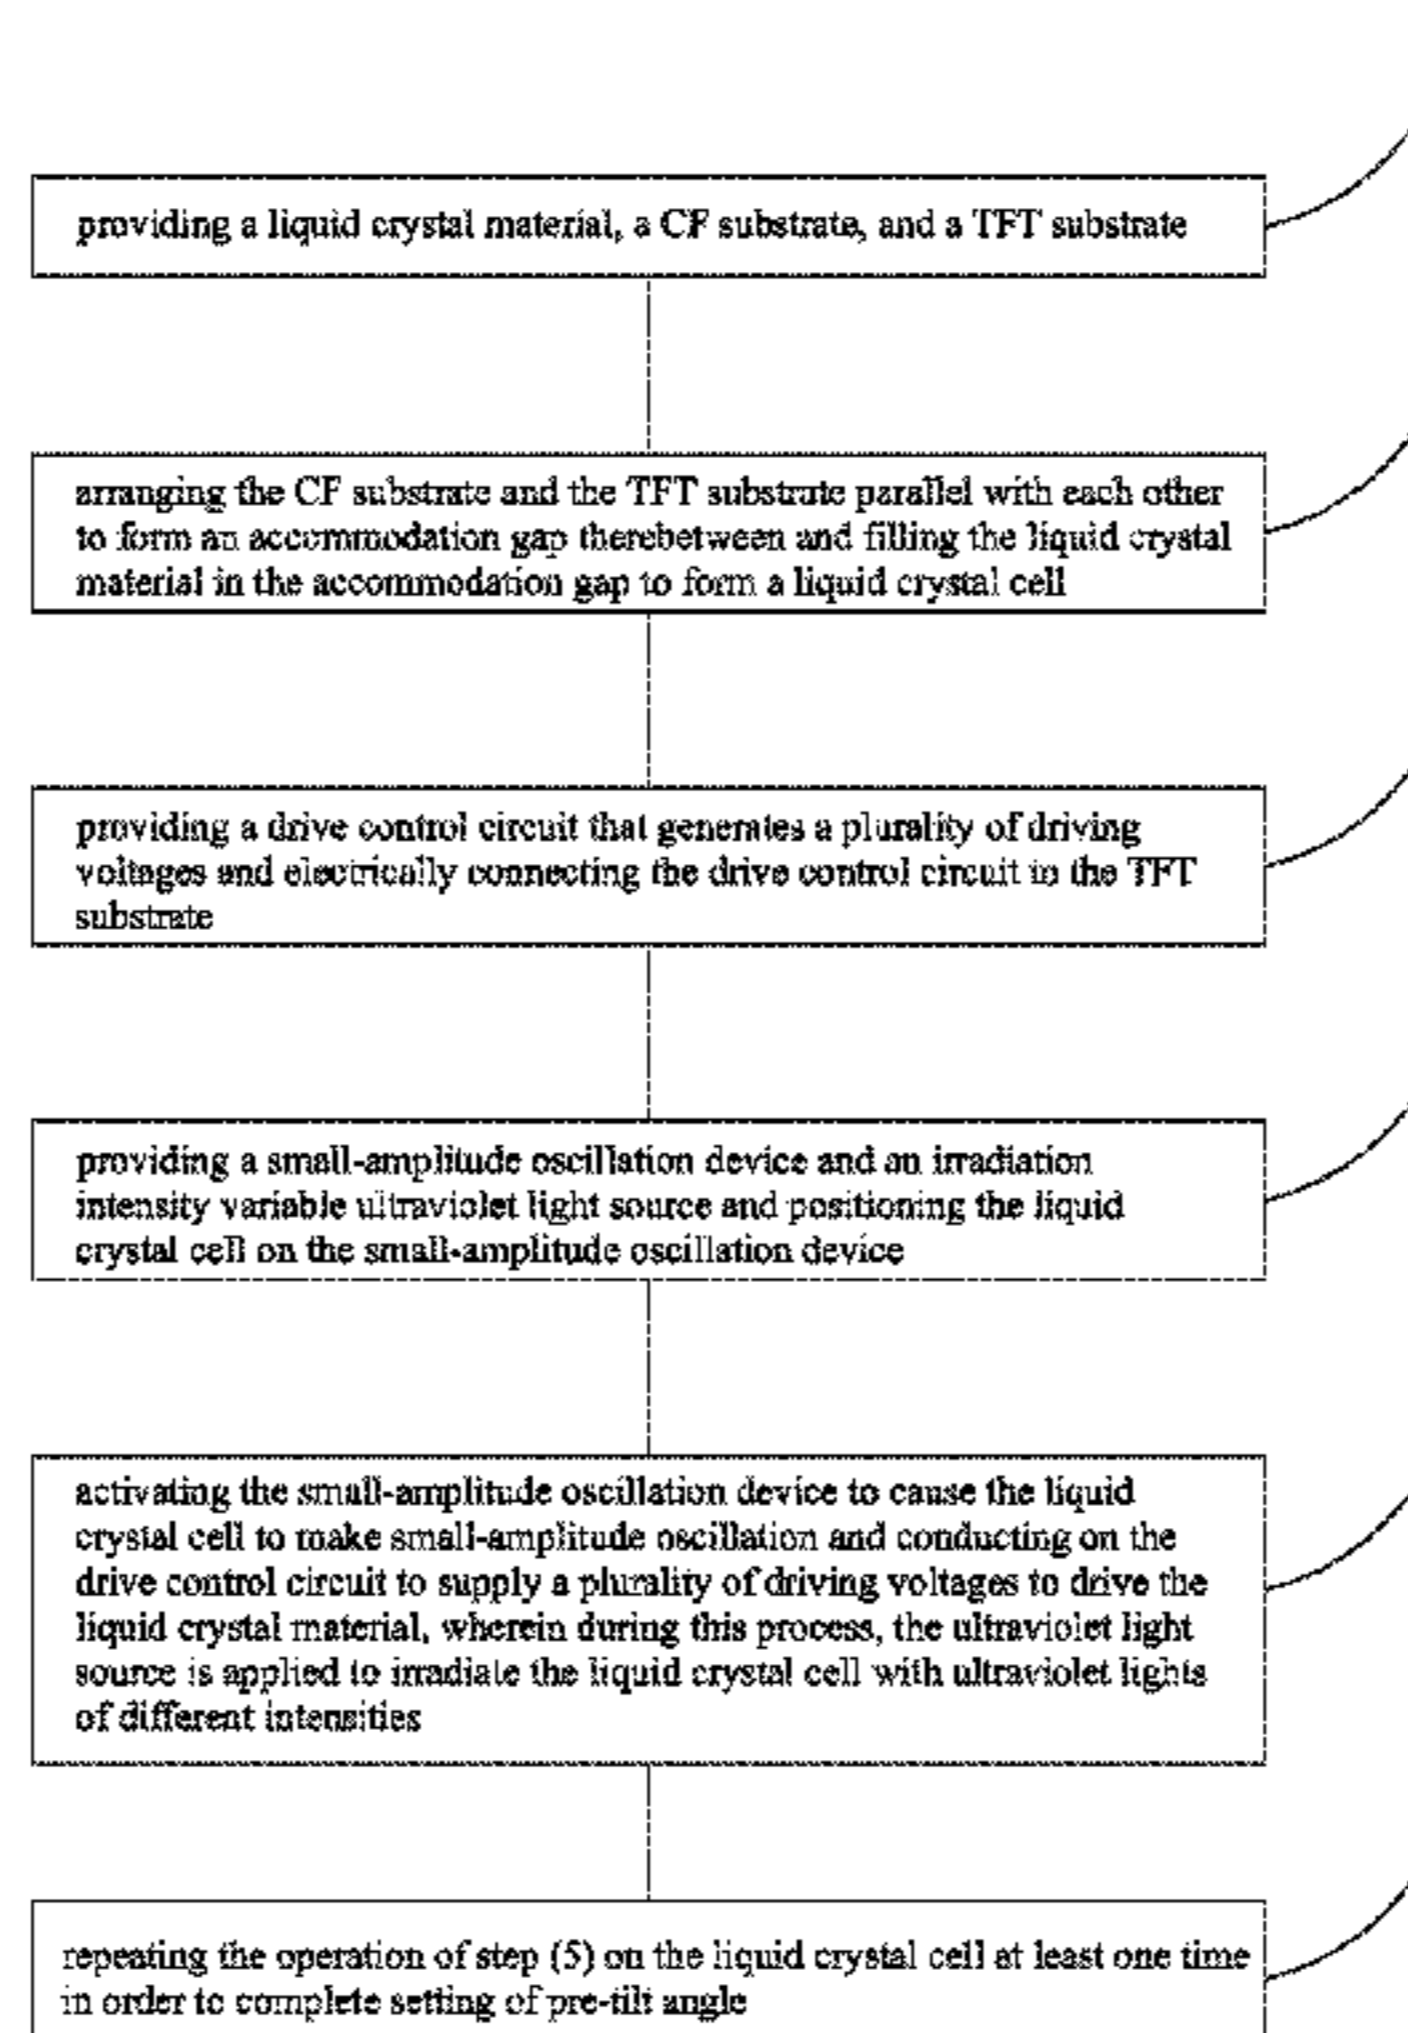 providing a liquid crystal material, a CF substrate, and a TFT substrate
arranging the CF substrate and the TFT substrate parallel with each other
to form an accommodation gap therebetween and filling the liquid crystal
material in the accommodation gap to form a liquid crystal cell
providing a drive control circuit that generates a plurality of driving
voltages and electrically connecting the drive control circuit to the TFT
substrate
providing a small-amplitude oscillation device and an irradiation
intensity variable ultraviolet light source and positioning the liquid
crystal cell on the small-amplitude oscillation device
activating the small-amplitude oscillation device to cause the liquid
crystal cell to make small-amplitude oscillation and conducting on the
drive control circuit to supply a plurality of driving voltages to drive the
liquid crystal material, wherein during this process, the ultraviolet light
source is applied to irradiate the liquid crystal cell with ultraviolet lights
of different intensities
repeating the operation of step (5) on the liquid crystal cell at least one time
in order to complete setting of pre-tilt angle